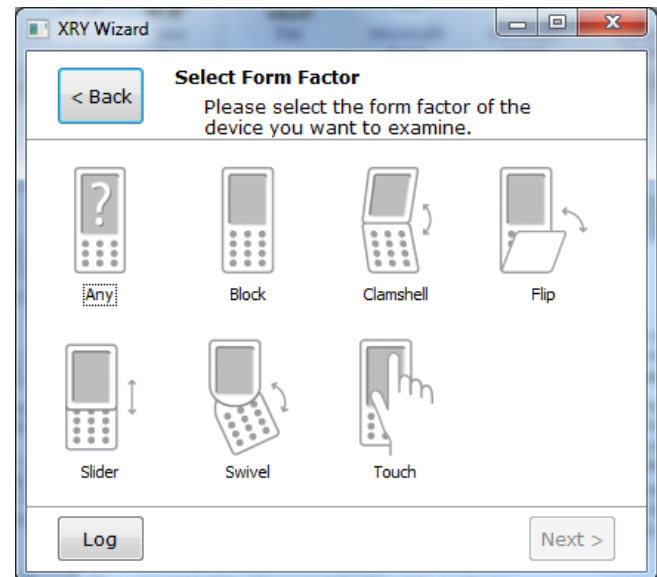 XRY Wizard
< Back
Select Form Factor
Please select the form factor of the
device you want to examine.
?
Any
Block
Clamshell
Flip
Slider
Swivel
Touch
Log
Next >